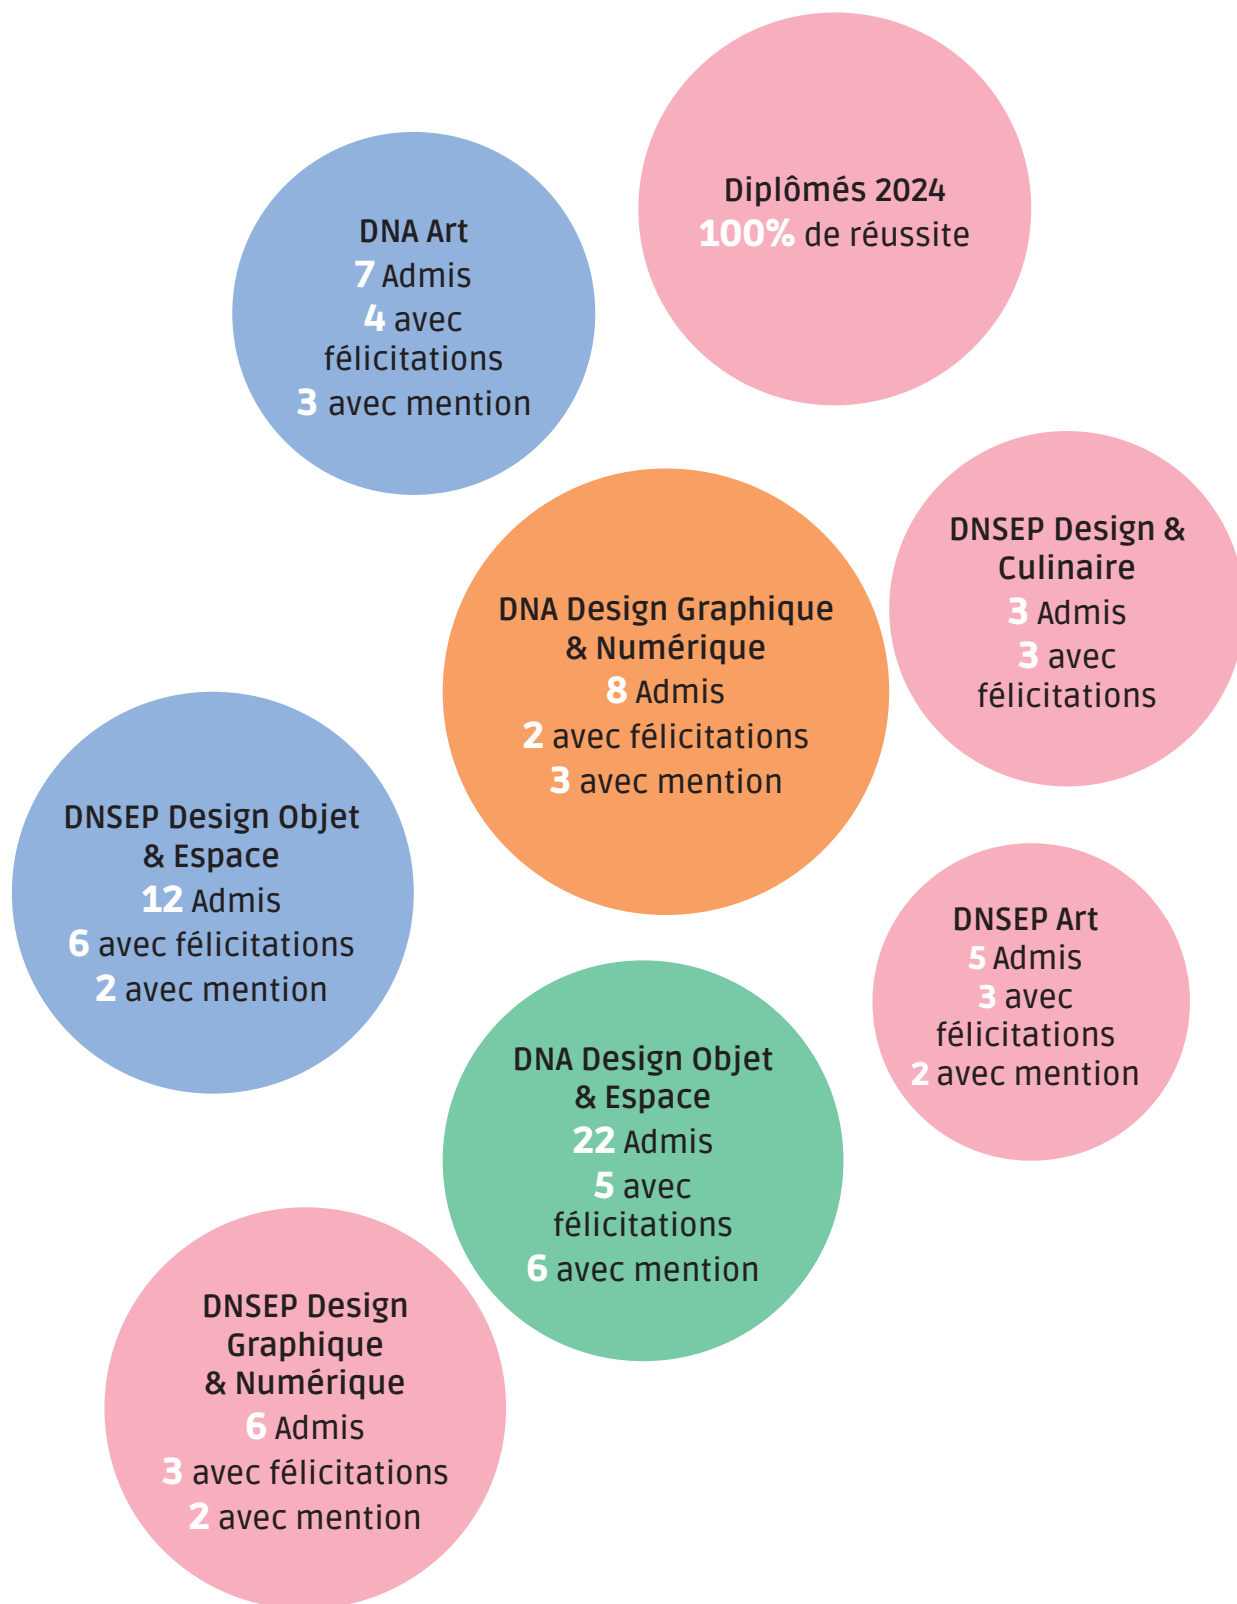 Diplômés 2024
100% de réussite
DNA Art
7 Admis
4 avec
félicitations
3 avec mention
DNSEP Design &
Culinaire
3 Admis
3 avec
félicitations
DNA Design Graphique
& Numérique
8 Admis
2 avec félicitations
3 avec mention
DNSEP Design Objet
& Espace
12 Admis
6 avec félicitations
2 avec mention
DNSEP Art
5 Admis
3 avec
félicitations
2 avec mention
DNA Design Objet
& Espace
22 Admis
5 avec
félicitations
6 avec mention
DNSEP Design
Graphique
& Numérique
6 Admis
3 avec félicitations
2 avec mention